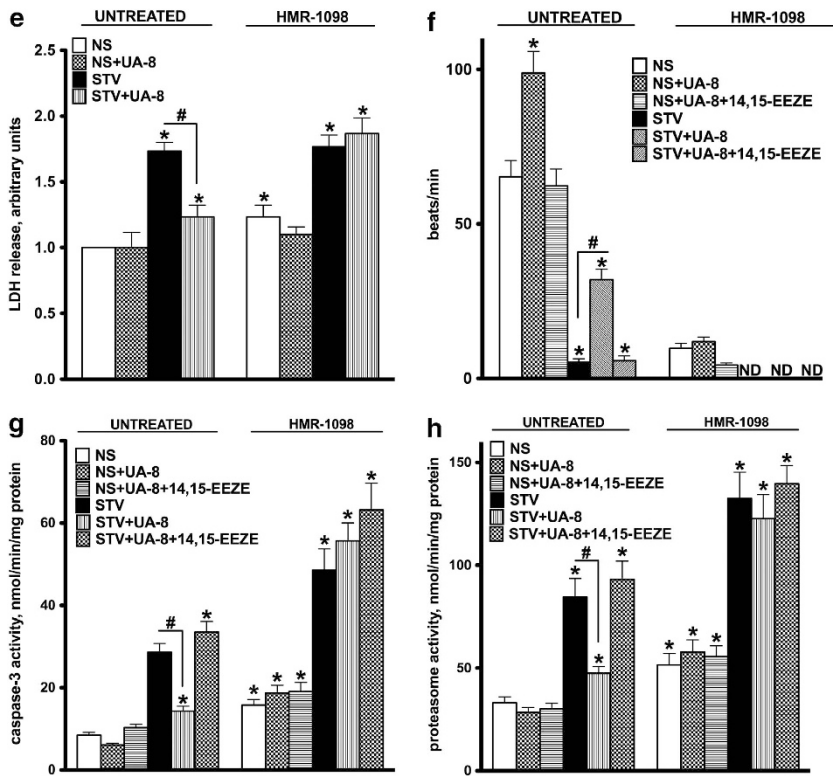 e
UNTREATED
HMR-1098
NS
NS+UA-8
STV
STV+UA-8
LDH release, arbitrary units
2.5
2.0
1.5
1.0
0.5
0.0
*
#
*
*
*
*
f
UNTREATED
HMR-1098
NS
NS+UA-8
NS+UA-8+14,15-EEZE
STV
STV+UA-8
STV+UA-8+14,15-EEZE
beats/min
100
50
0
*
#
*
*
*
ND ND ND
g
UNTREATED
HMR-1098
NS
NS+UA-8
NS+UA-8+14,15-EEZE
STV
STV+UA-8
STV+UA-8+14,15-EEZE
caspase-3 activity, nmol/min/mg protein
80
60
40
20
0
#
*
*
* * *
*
*
*
h
UNTREATED
HMR-1098
NS
NS+UA-8
NS+UA-8+14,15-EEZE
STV
STV+UA-8
STV+UA-8+14,15-EEZE
proteasome activity, nmol/min/mg protein
150
100
50
0
*
#
*
*
* * *
*
*
*